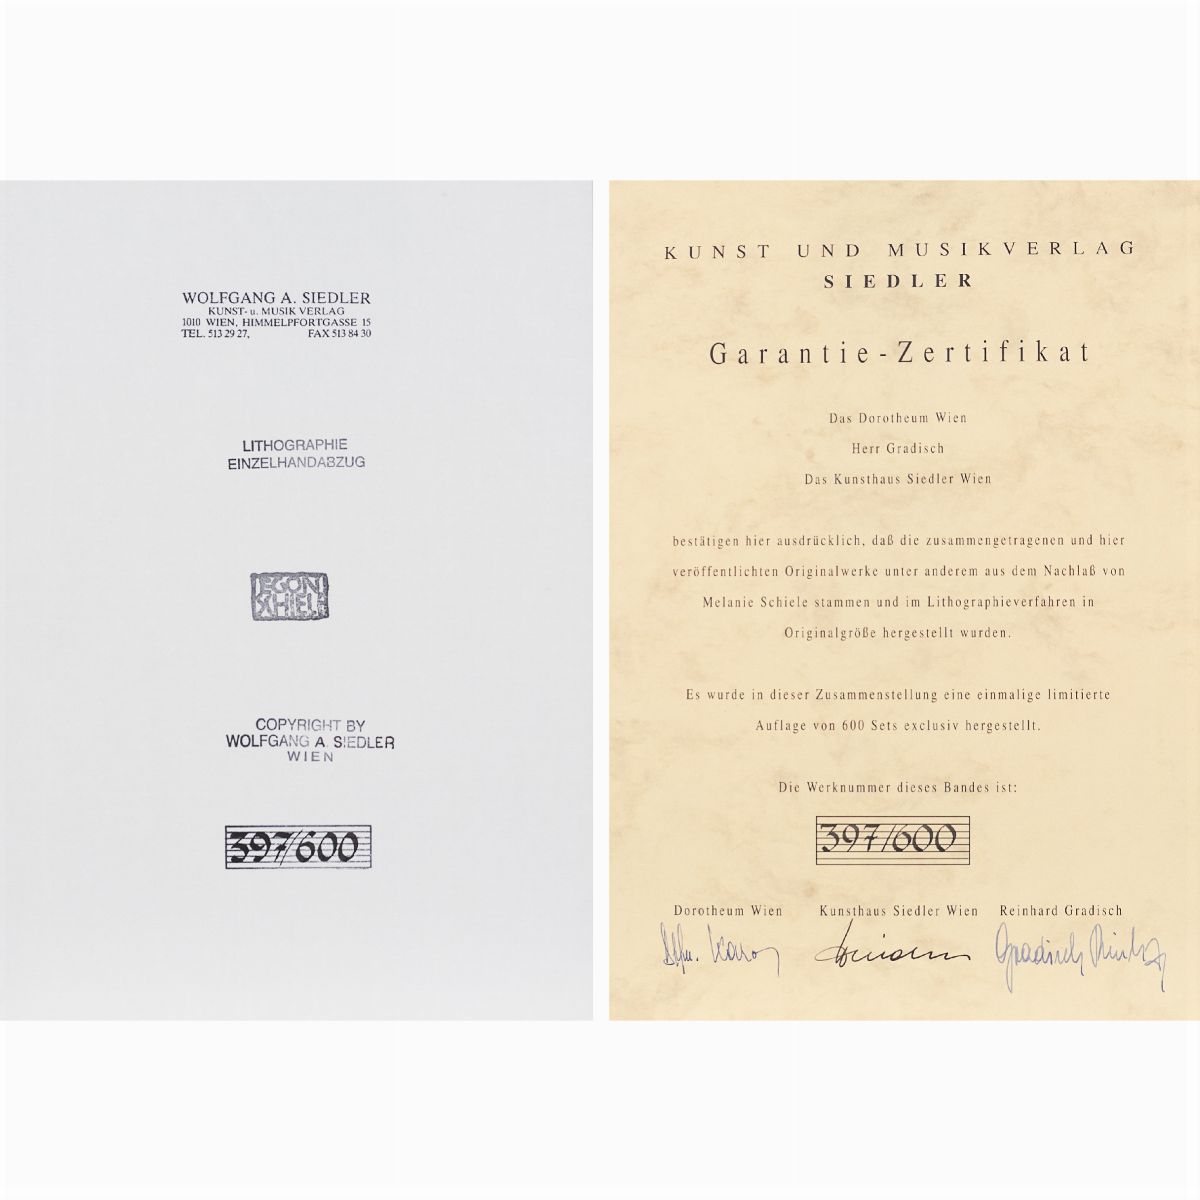 WOLFGANG A. SIEDLER
KUNST- u. MUSIK VERLAG
1010 WIEN, HIMMELPFORTGASSE 15
TEL. 513 29 27, FAX 513 84 30
LITHOGRAPHIE
EINZELHANDABZUG
EGON
COPYRIGHT BY
WOLFGANG A. SIEDLER
WIEN
397/600
KUNST UND MUSIKVERLAG
SIEDLER
Garantie-Zertifikat
Das Dorotheum Wien
Herr Gradisch
Das Kunsthaus Siedler Wien
bestätigen hier ausdrücklich, daß die zusammengetragenen und hier
veröffentlichten Originalwerke unter anderem aus dem Nachlaß von
Melanie Schiele stammen und im Lithographieverfahren in
Originalgröße hergestellt wurden.
Es wurde in dieser Zusammenstellung eine einmalige limitierte
Auflage von 600 Sets exclusiv hergestellt.
Die Werknummer dieses Bandes ist:
397/600
Dorotheum Wien Kunsthaus Siedler Wien Reinhard Gradisch
Gradisch